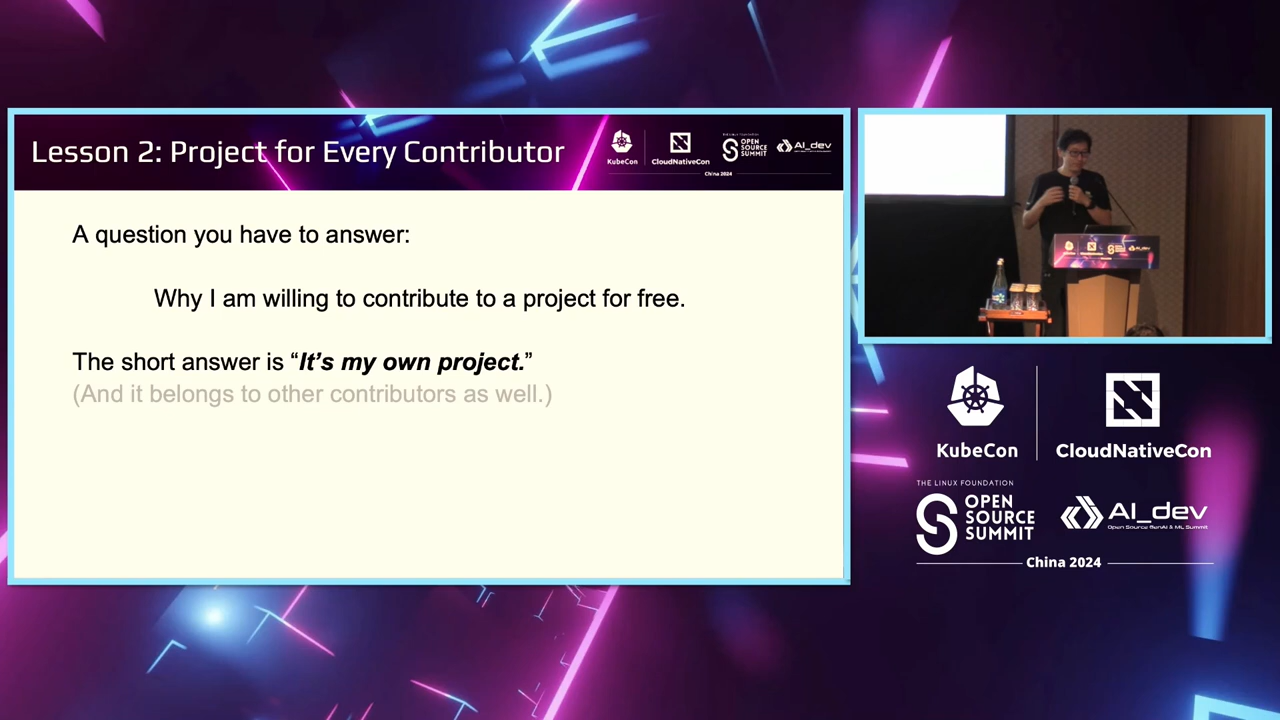 Lesson 2: Project for Every Contributor
KubeCon
CloudNativeCon
THE LINUX FOUNDATION
OPEN
SOURCE
SUMMIT
AI_dev
China 2024
A question you have to answer:
Why I am willing to contribute to a project for free.
The short answer is “It’s my own project.”
(And it belongs to other contributors as well.)
KubeCon
CloudNativeCon
THE LINUX FOUNDATION
OPEN
SOURCE
SUMMIT
AI_dev
Open Source GenAI & ML Summit
China 2024